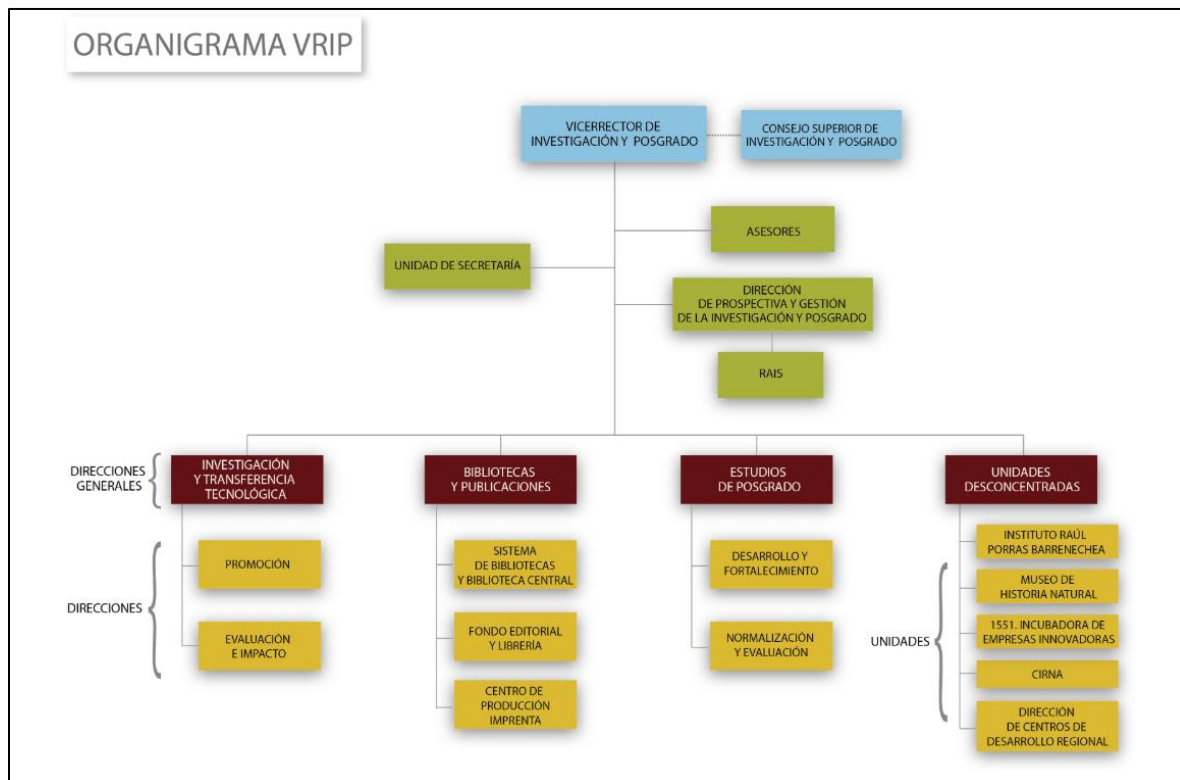 ORGANIGRAMA VRIP
VICERRECTOR DE
INVESTIGACIÓN Y POSGRADO
CONSEJO SUPERIOR DE
INVESTIGACIÓN Y POSGRADO
ASESORES
UNIDAD DE SECRETARÍA
DIRECCIÓN
DE PROSPECTIVA Y GESTIÓN
DE LA INVESTIGACIÓN Y POSGRADO
RAIS
DIRECCIONES
GENERALES
INVESTIGACIÓN
Y TRANSFERENCIA
TECNOLÓGICA
BIBLIOTECAS
Y PUBLICACIONES
ESTUDIOS
DE POSGRADO
UNIDADES
DESCONCENTRADAS
DIRECCIONES
PROMOCIÓN
EVALUACIÓN
E IMPACTO
SISTEMA
DE BIBLIOTECAS
Y BIBLIOTECA CENTRAL
FONDO EDITORIAL
Y LIBRERÍA
CENTRO DE
PRODUCCIÓN
IMPRENTA
DESARROLLO Y
FORTALECIMIENTO
NORMALIZACIÓN
Y EVALUACIÓN
UNIDADES
INSTITUTO RAÚL
PORRAS BARRENECHEA
MUSEO DE
HISTORIA NATURAL
1551. INCUBADORA DE
EMPRESAS INNOVADORAS
CIRNA
DIRECCIÓN
DE CENTROS DE
DESARROLLO REGIONAL